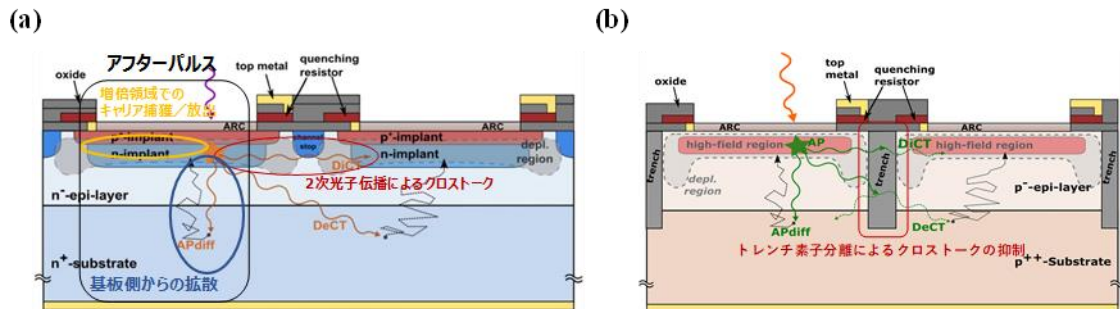 (a)
アフターパルス
oxide
増倍領域での
キャリア捕獲／放出
top metal
quenching
resistor
ARC
ARC
p⁺-implant
n-implant
channel
stop
p⁺-implant
n-implant
depl.
region
DiCT
2次光子伝播によるクロストーク
n⁻-epi-layer
DeCT
APdiff
n⁺-substrate
基板側からの拡散
(b)
oxide
top
metal
quenching
resistor
ARC
ARC
trench
high-field region
AP
DiCT
high-field region
trench
depl.
region
trench
p⁻-epi-layer
APdiff
DeCT
トレンチ素子分離によるクロストークの抑制
p⁺⁺-Substrate